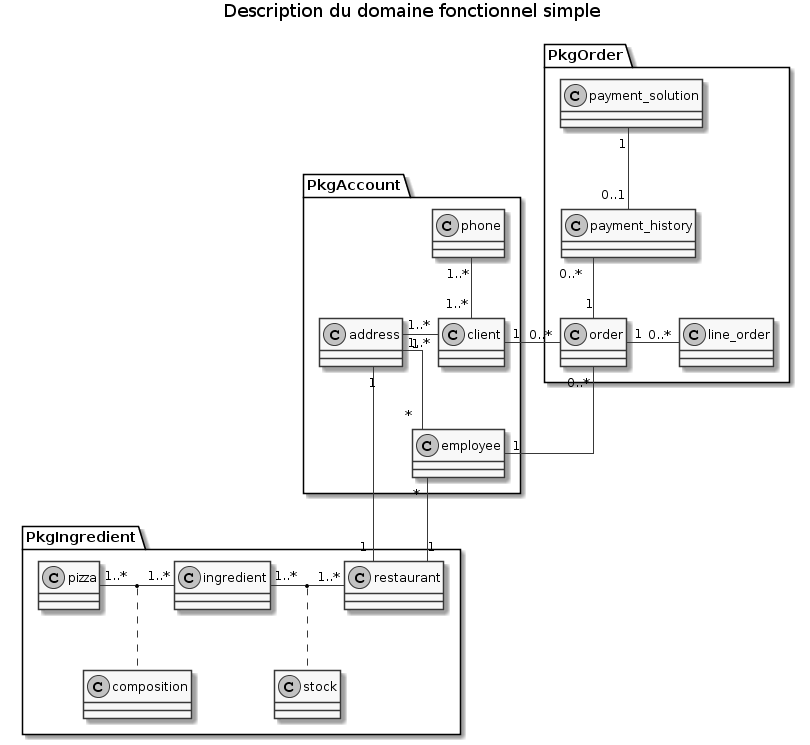 Description du domaine fonctionnel simple
PkgOrder
C payment_solution
1
0..1
PkgAccount
C phone
C payment_history
1..*
0..*
1..*
1
C address
1..*
1..*
1
C client
1
0..*
C order
1
0..*
C line_order
1
*
0..*
C employee
1
*
PkgIngredient
1
1
C pizza
1..*
1..*
C ingredient
1..*
1..*
C restaurant
C composition
C stock